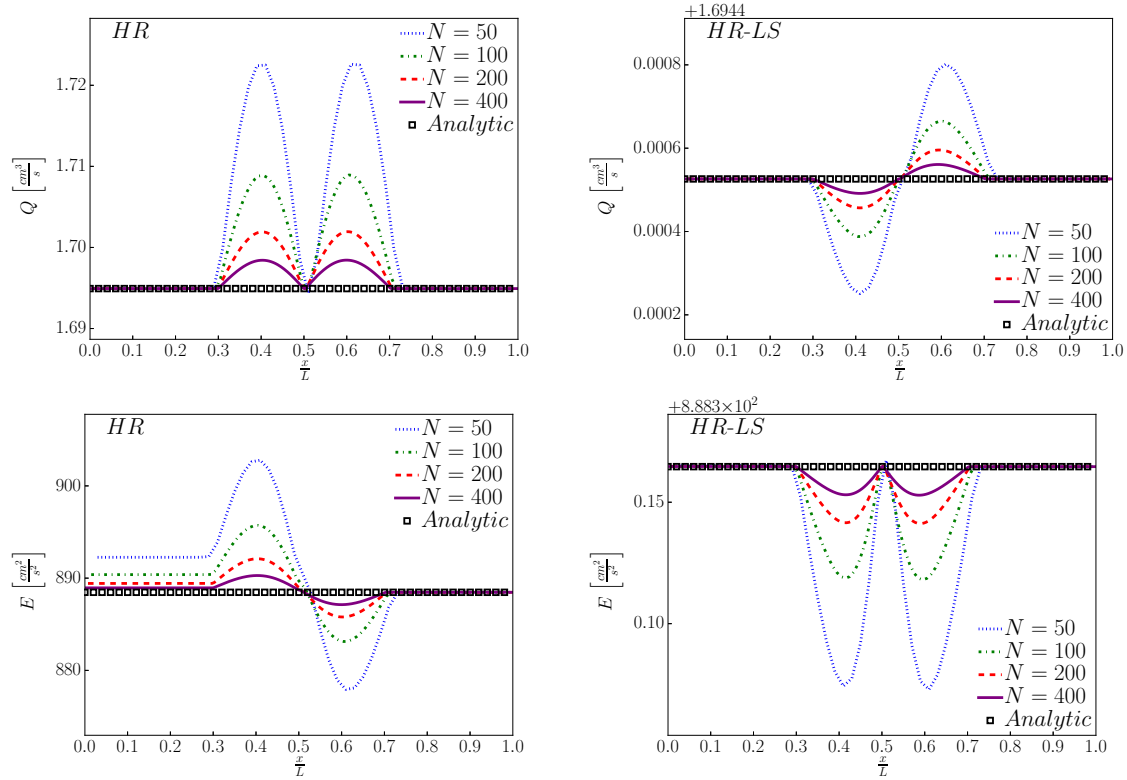 HR
N = 50
N = 100
N = 200
N = 400
Analytic
1.72
1.71
1.70
1.69
Q [cm³/s]
0.0 0.1 0.2 0.3 0.4 0.5 0.6 0.7 0.8 0.9 1.0
x/L
+1.6944
HR-LS
0.0008
0.0006
0.0004
0.0002
Q [cm³/s]
N = 50
N = 100
N = 200
N = 400
Analytic
0.0 0.1 0.2 0.3 0.4 0.5 0.6 0.7 0.8 0.9 1.0
x/L
HR
N = 50
N = 100
N = 200
N = 400
Analytic
900
890
880
E [cm²/s²]
0.0 0.1 0.2 0.3 0.4 0.5 0.6 0.7 0.8 0.9 1.0
x/L
+8.883×10²
HR-LS
0.15
0.10
E [cm²/s²]
N = 50
N = 100
N = 200
N = 400
Analytic
0.0 0.1 0.2 0.3 0.4 0.5 0.6 0.7 0.8 0.9 1.0
x/L